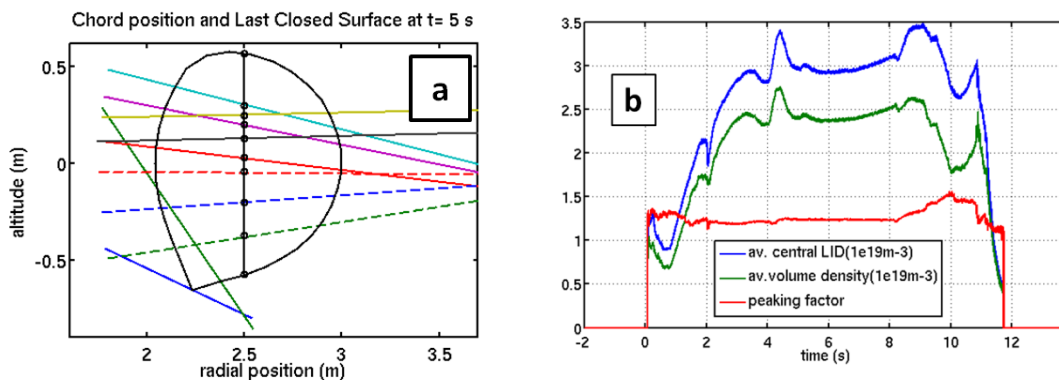 Chord position and Last Closed Surface at t= 5 s
a
0.5
0
-0.5
altitude (m)
2
2.5
3
3.5
radial position (m)
b
3.5
3
2.5
2
1.5
1
0.5
0
-2
0
2
4
6
8
10
12
av. central LID(1e19m-3)
av.volume density(1e19m-3)
peaking factor
time (s)